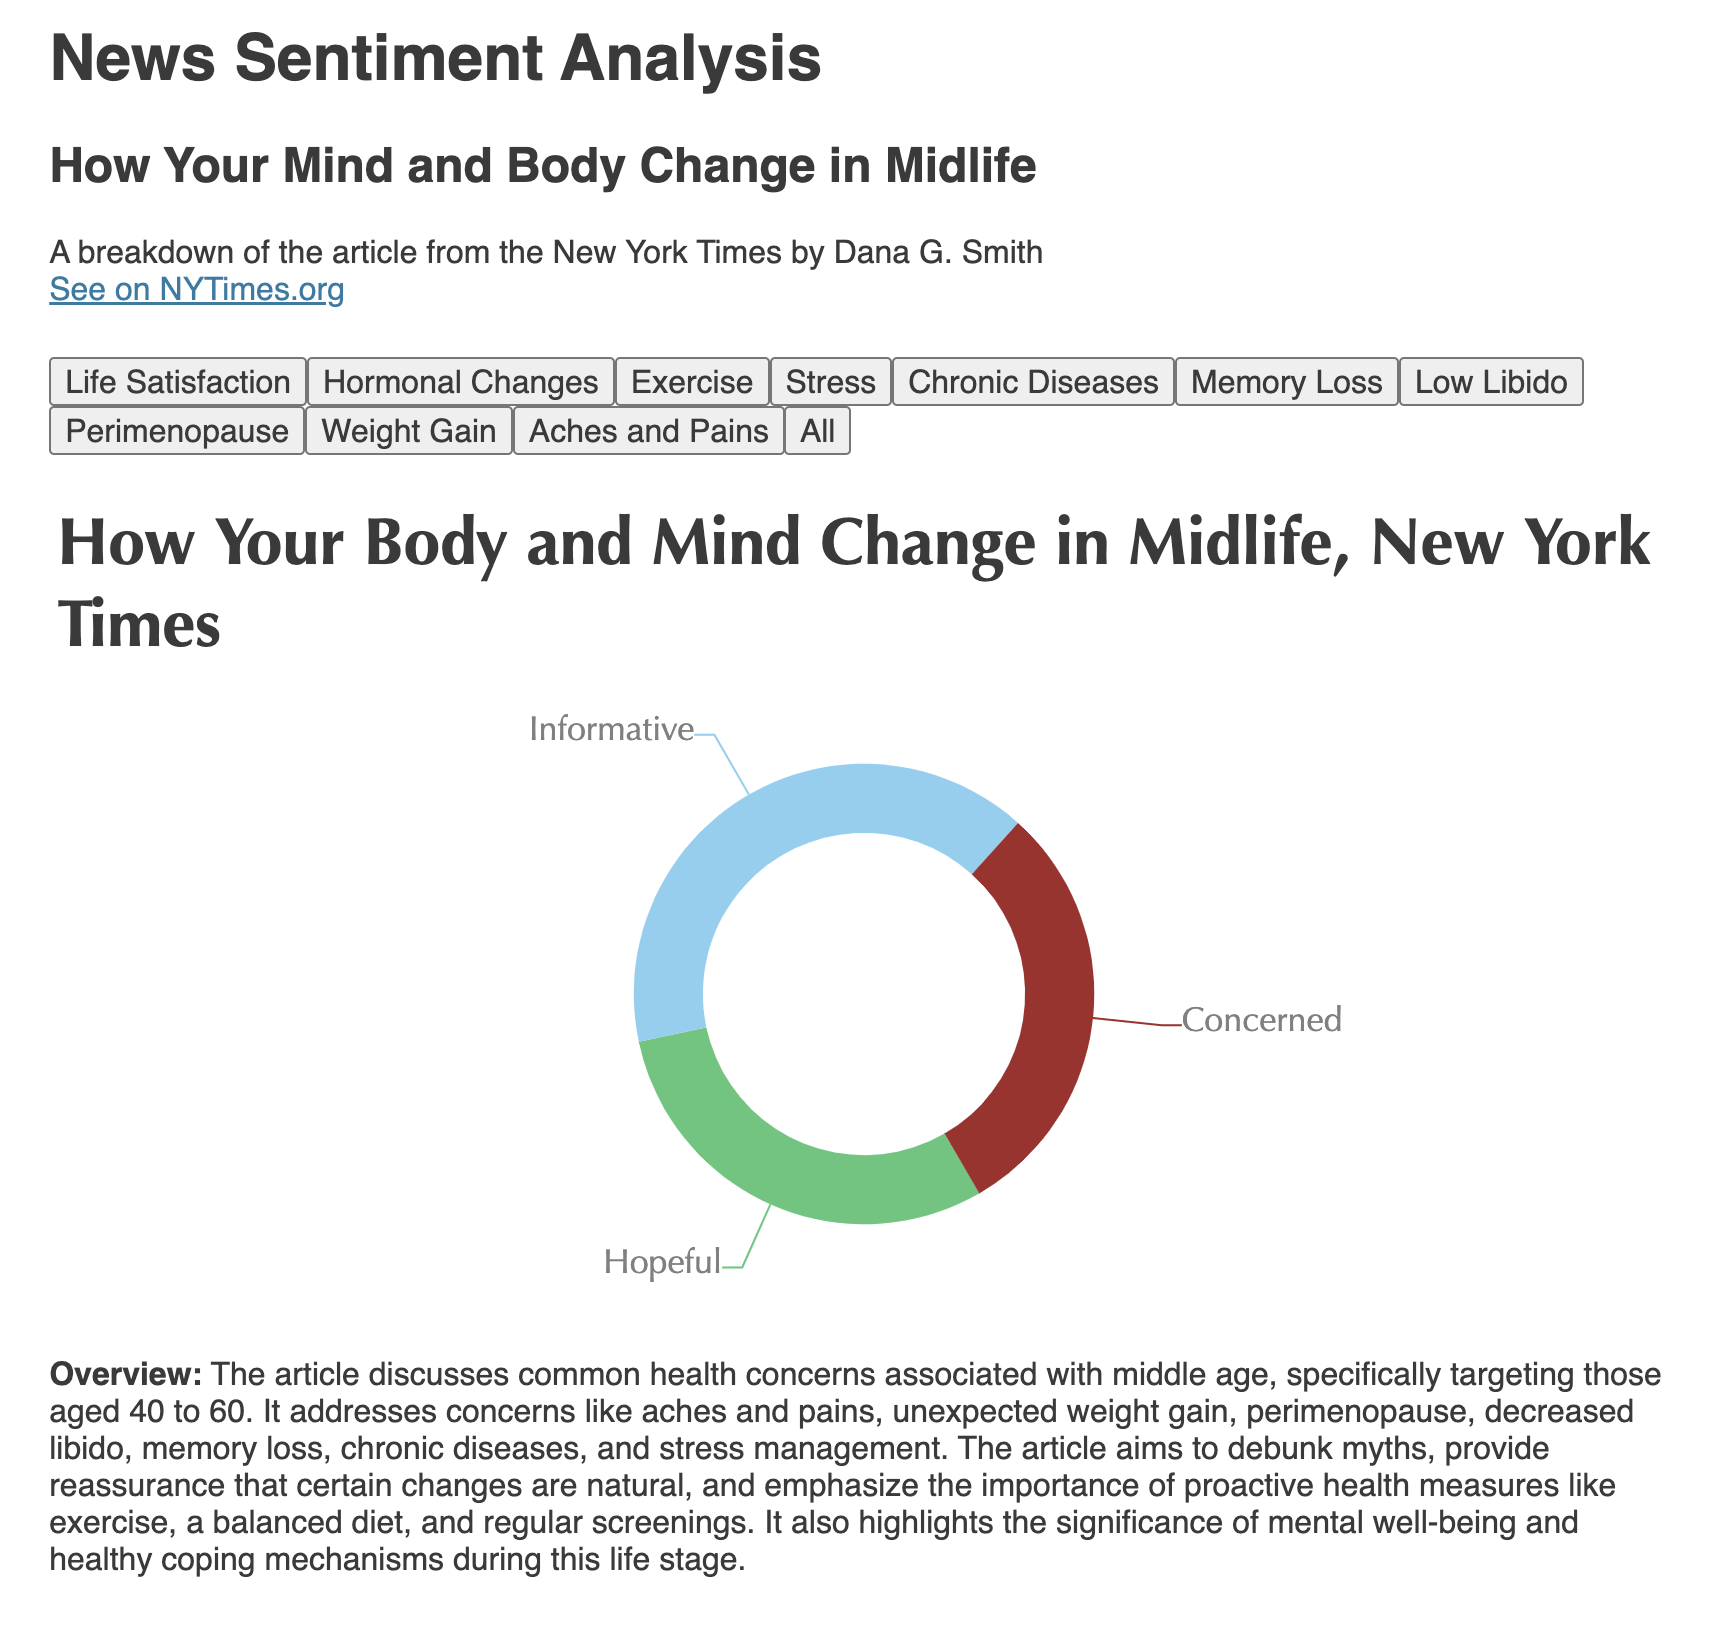 News Sentiment Analysis
How Your Mind and Body Change in Midlife
A breakdown of the article from the New York Times by Dana G. Smith
See on NYTimes.org
Life Satisfaction Hormonal Changes Exercise Stress Chronic Diseases Memory Loss Low Libido
Perimenopause Weight Gain Aches and Pains All
How Your Body and Mind Change in Midlife, New York
Times
Informative
Concerned
Hopeful
Overview: The article discusses common health concerns associated with middle age, specifically targeting those
aged 40 to 60. It addresses concerns like aches and pains, unexpected weight gain, perimenopause, decreased
libido, memory loss, chronic diseases, and stress management. The article aims to debunk myths, provide
reassurance that certain changes are natural, and emphasize the importance of proactive health measures like
exercise, a balanced diet, and regular screenings. It also highlights the significance of mental well-being and
healthy coping mechanisms during this life stage.